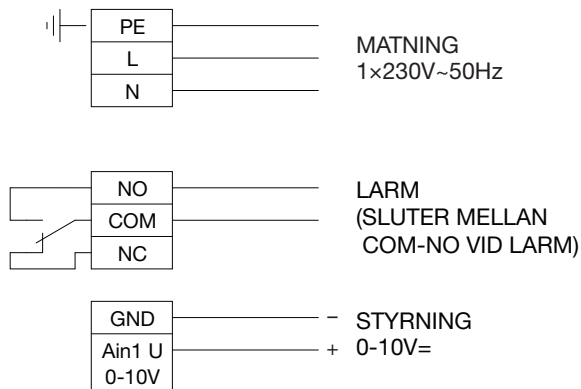 PE
L
N
MATNING
1×230V~50Hz
NO
COM
NC
LARM
(SLUTER MELLAN
COM-NO VID LARM)
GND
Ain1 U
0-10V
–
+
STYRNING
0-10V=